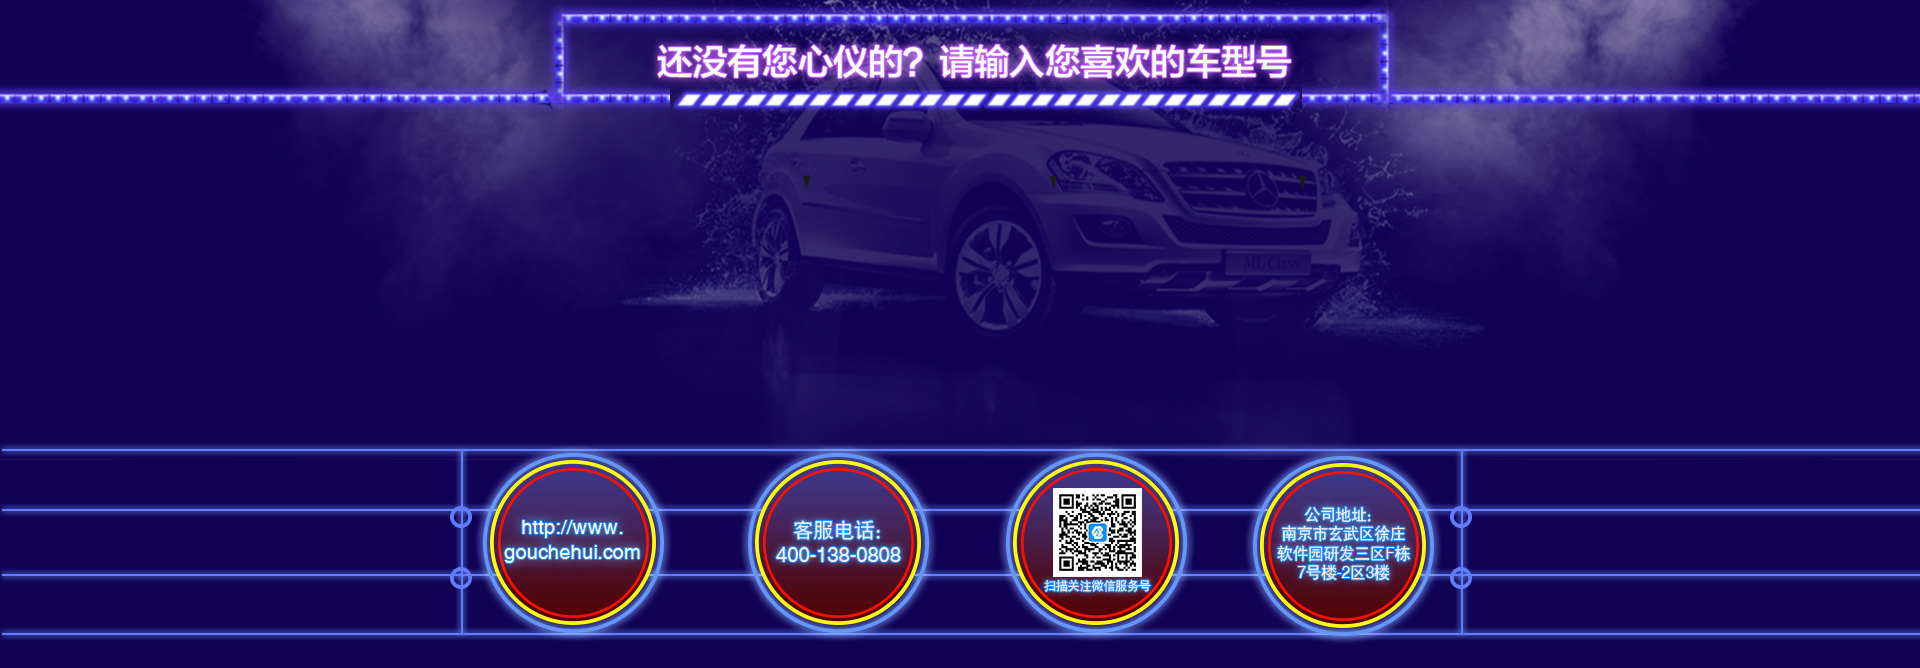 还没有您心仪的？请输入您喜欢的车型号
ML-Class
http://www.
gouchehui.com
客服电话:
400-138-0808
扫描关注微信服务号
公司地址:
南京市玄武区徐庄
软件园研发三区F栋
7号楼-2区3楼